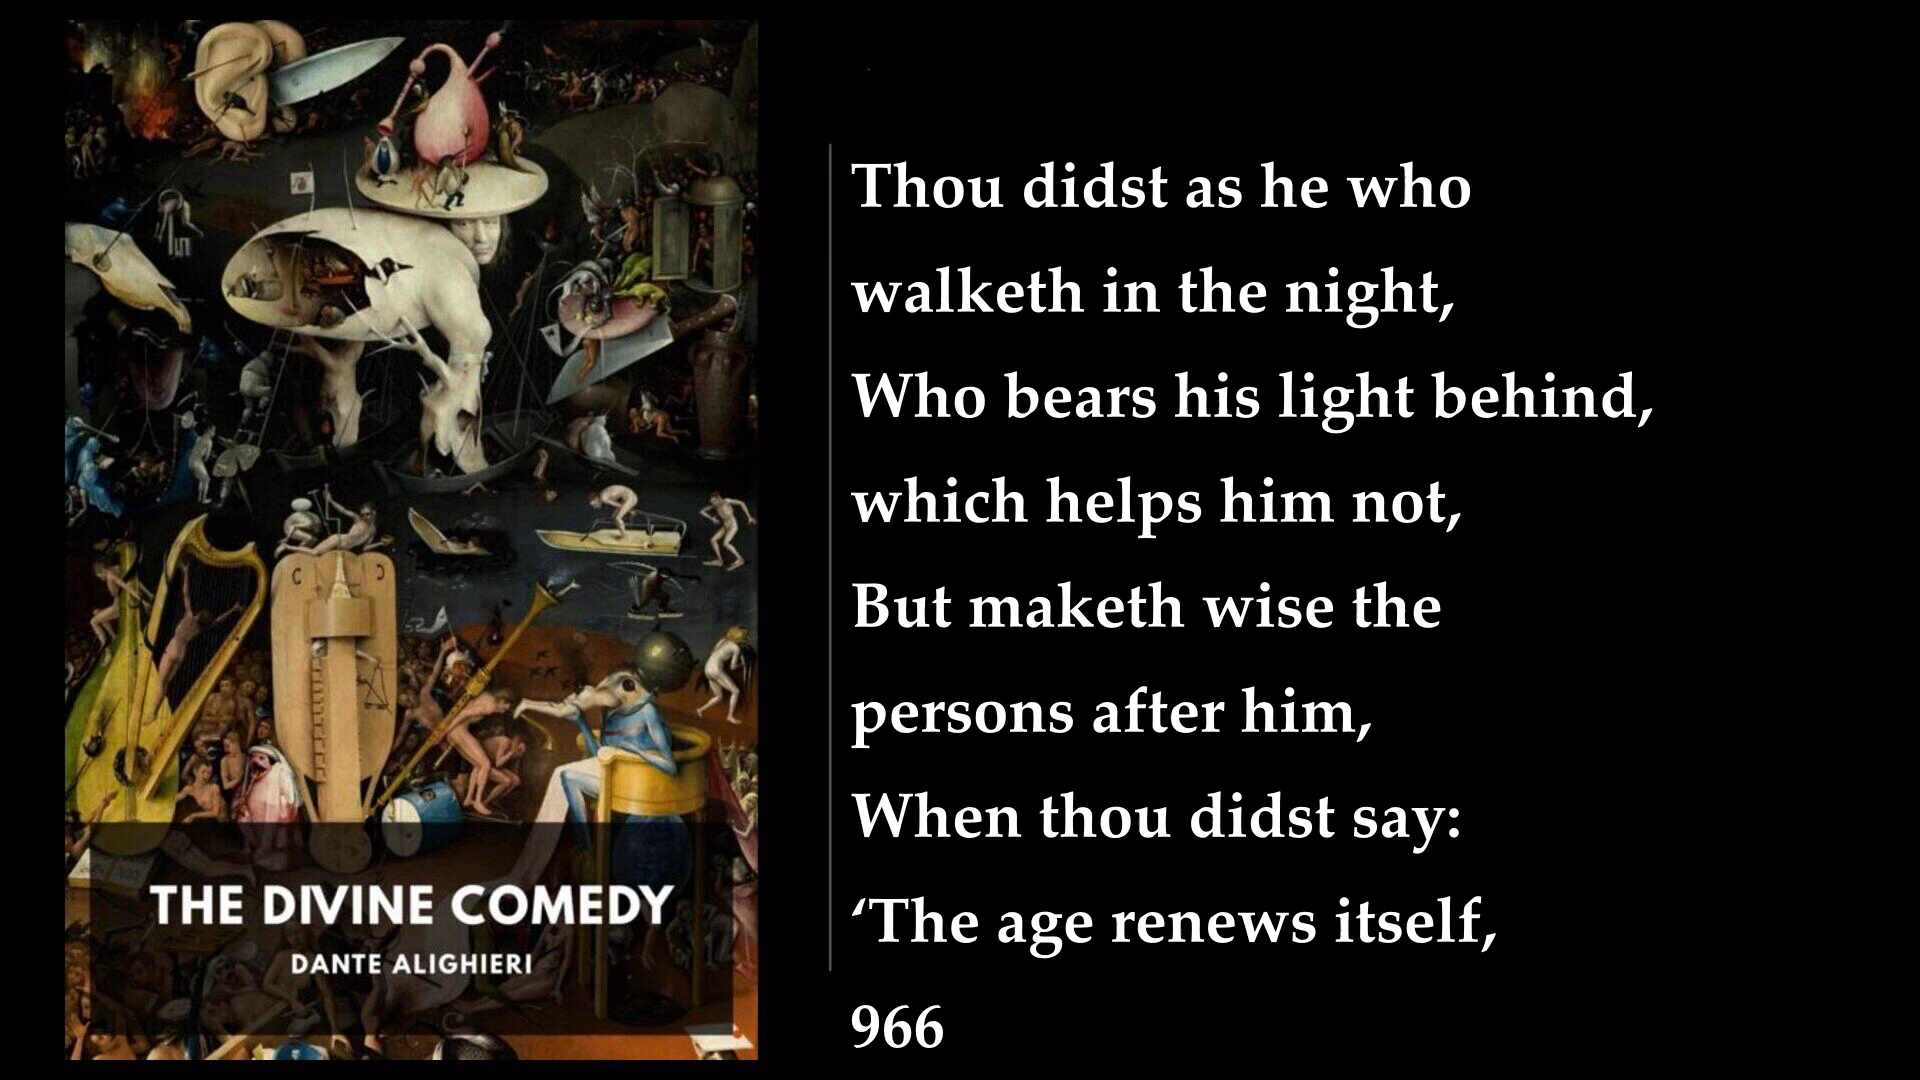 THE DIVINE COMEDY
DANTE ALIGHIERI
Thou didst as he who
walketh in the night,
Who bears his light behind,
which helps him not,
But maketh wise the
persons after him,
When thou didst say:
‘The age renews itself,
966